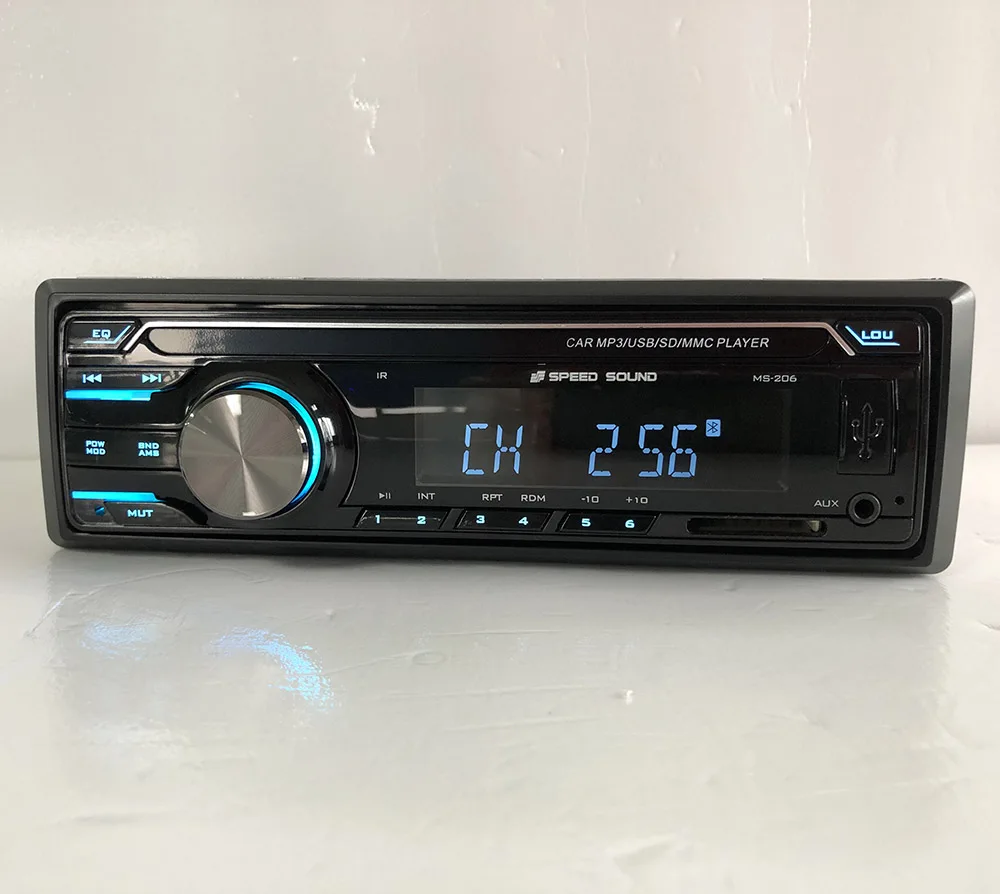 EQ
CAR MP3/USB/SD/MMC PLAYER
LOU
IR
SPEED SOUND
MS-206
POW
MOD
BND
AMS
CH 256
INT RPT RDM -10 +10
AUX
MUT
1 2 3 4 5 6